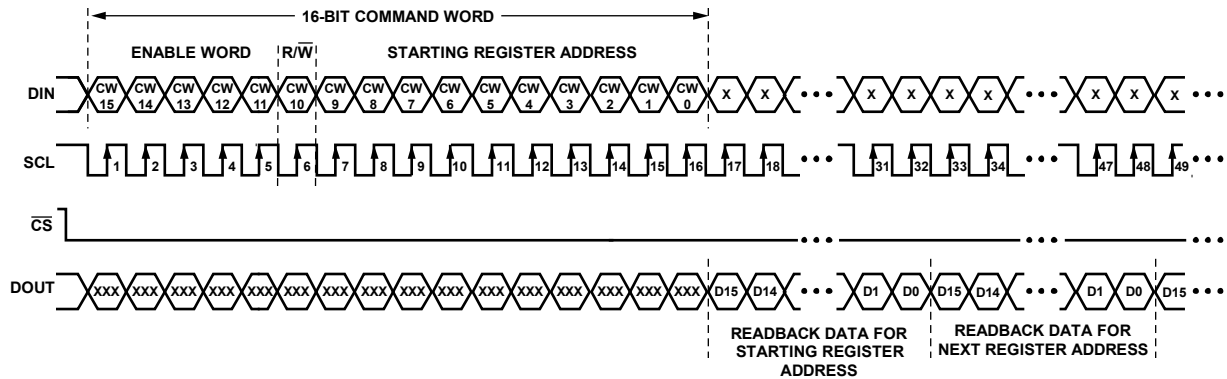 16-BIT COMMAND WORD
ENABLE WORD R/W̅ STARTING REGISTER ADDRESS
DIN CW 15 CW 14 CW 13 CW 12 CW 11 CW 10 CW 9 CW 8 CW 7 CW 6 CW 5 CW 4 CW 3 CW 2 CW 1 CW 0 X X X X X X X X X
SCL 1 2 3 4 5 6 7 8 9 10 11 12 13 14 15 16 17 18 31 32 33 34 47 48 49
C̅S̅
DOUT XXX XXX XXX XXX XXX XXX XXX XXX XXX XXX XXX XXX XXX XXX XXX XXX D15 D14 D1 D0 D15 D14 D1 D0 D15
READBACK DATA FOR
STARTING REGISTER
ADDRESS
READBACK DATA FOR
NEXT REGISTER ADDRESS